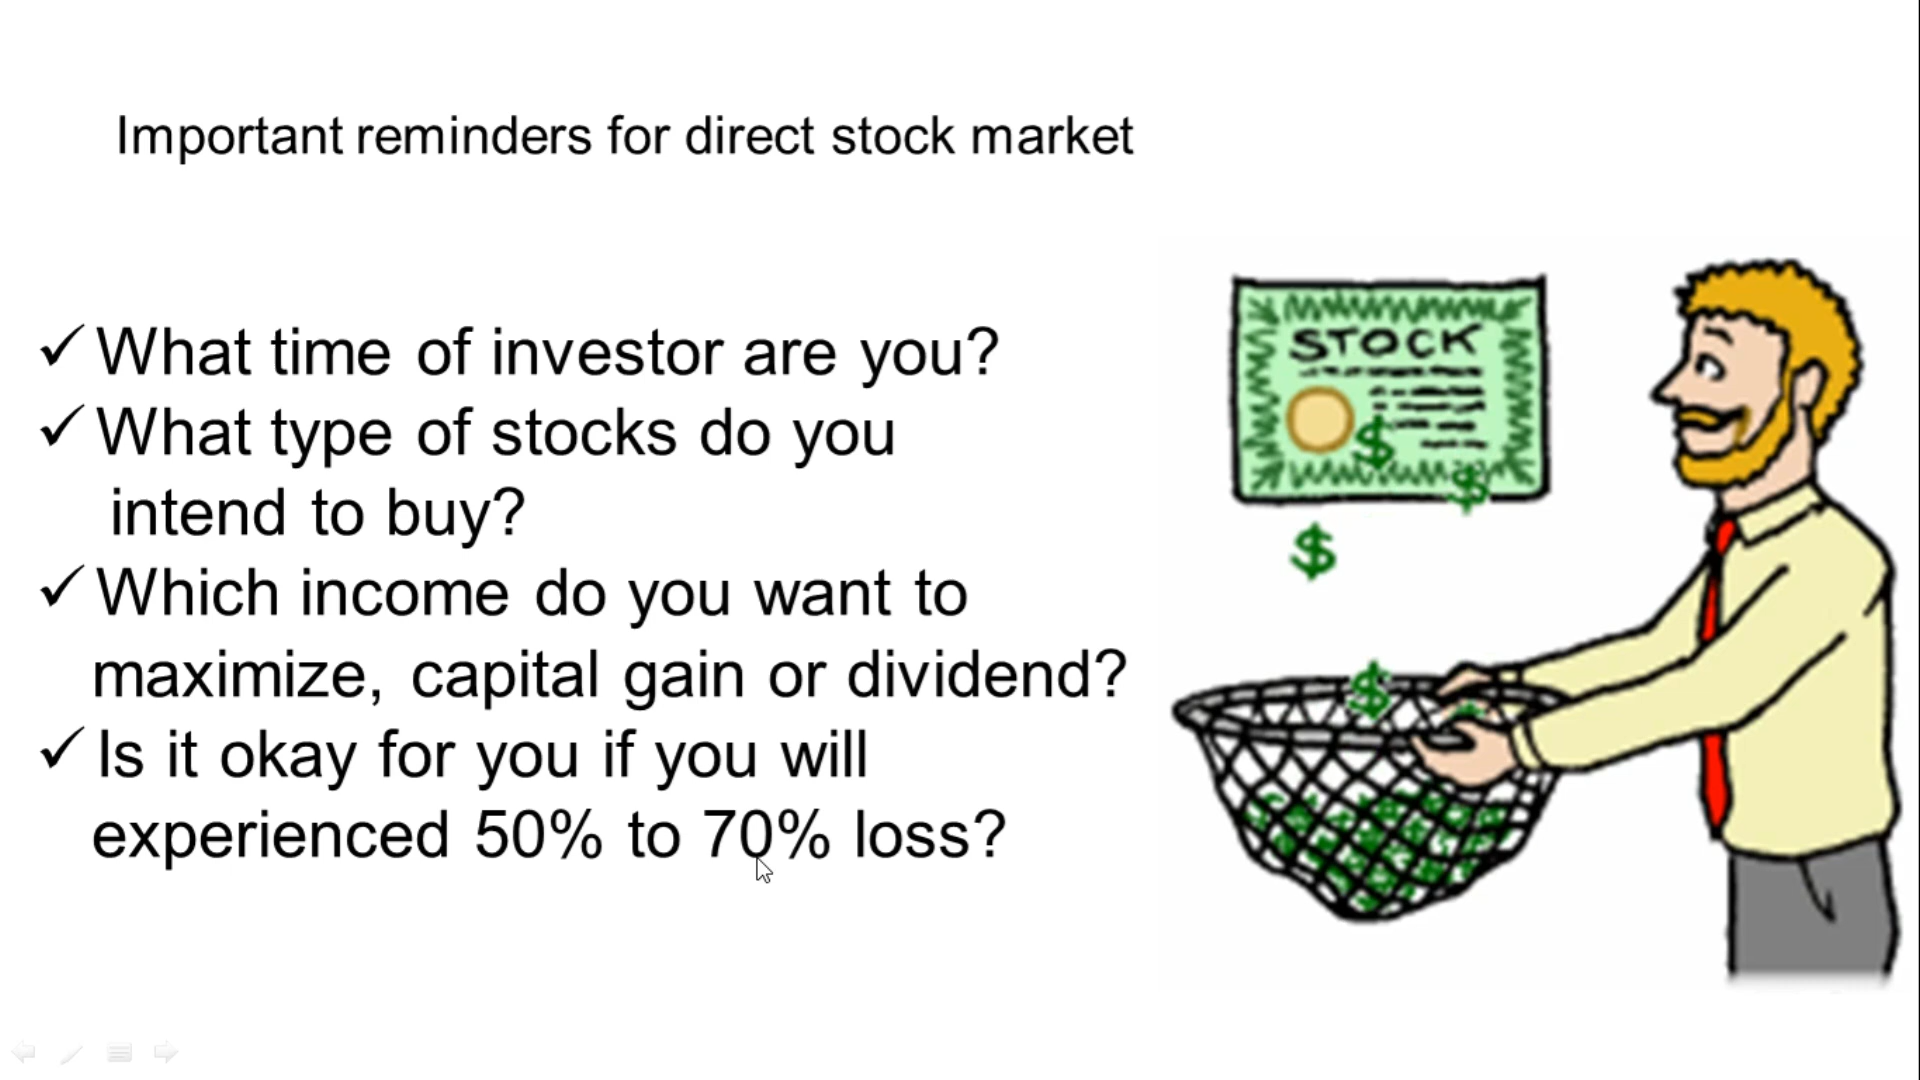 Important reminders for direct stock market
✓ What time of investor are you?
✓ What type of stocks do you
intend to buy?
✓ Which income do you want to
maximize, capital gain or dividend?
✓ Is it okay for you if you will
experienced 50% to 70% loss?
STOCK
$
$
$
$